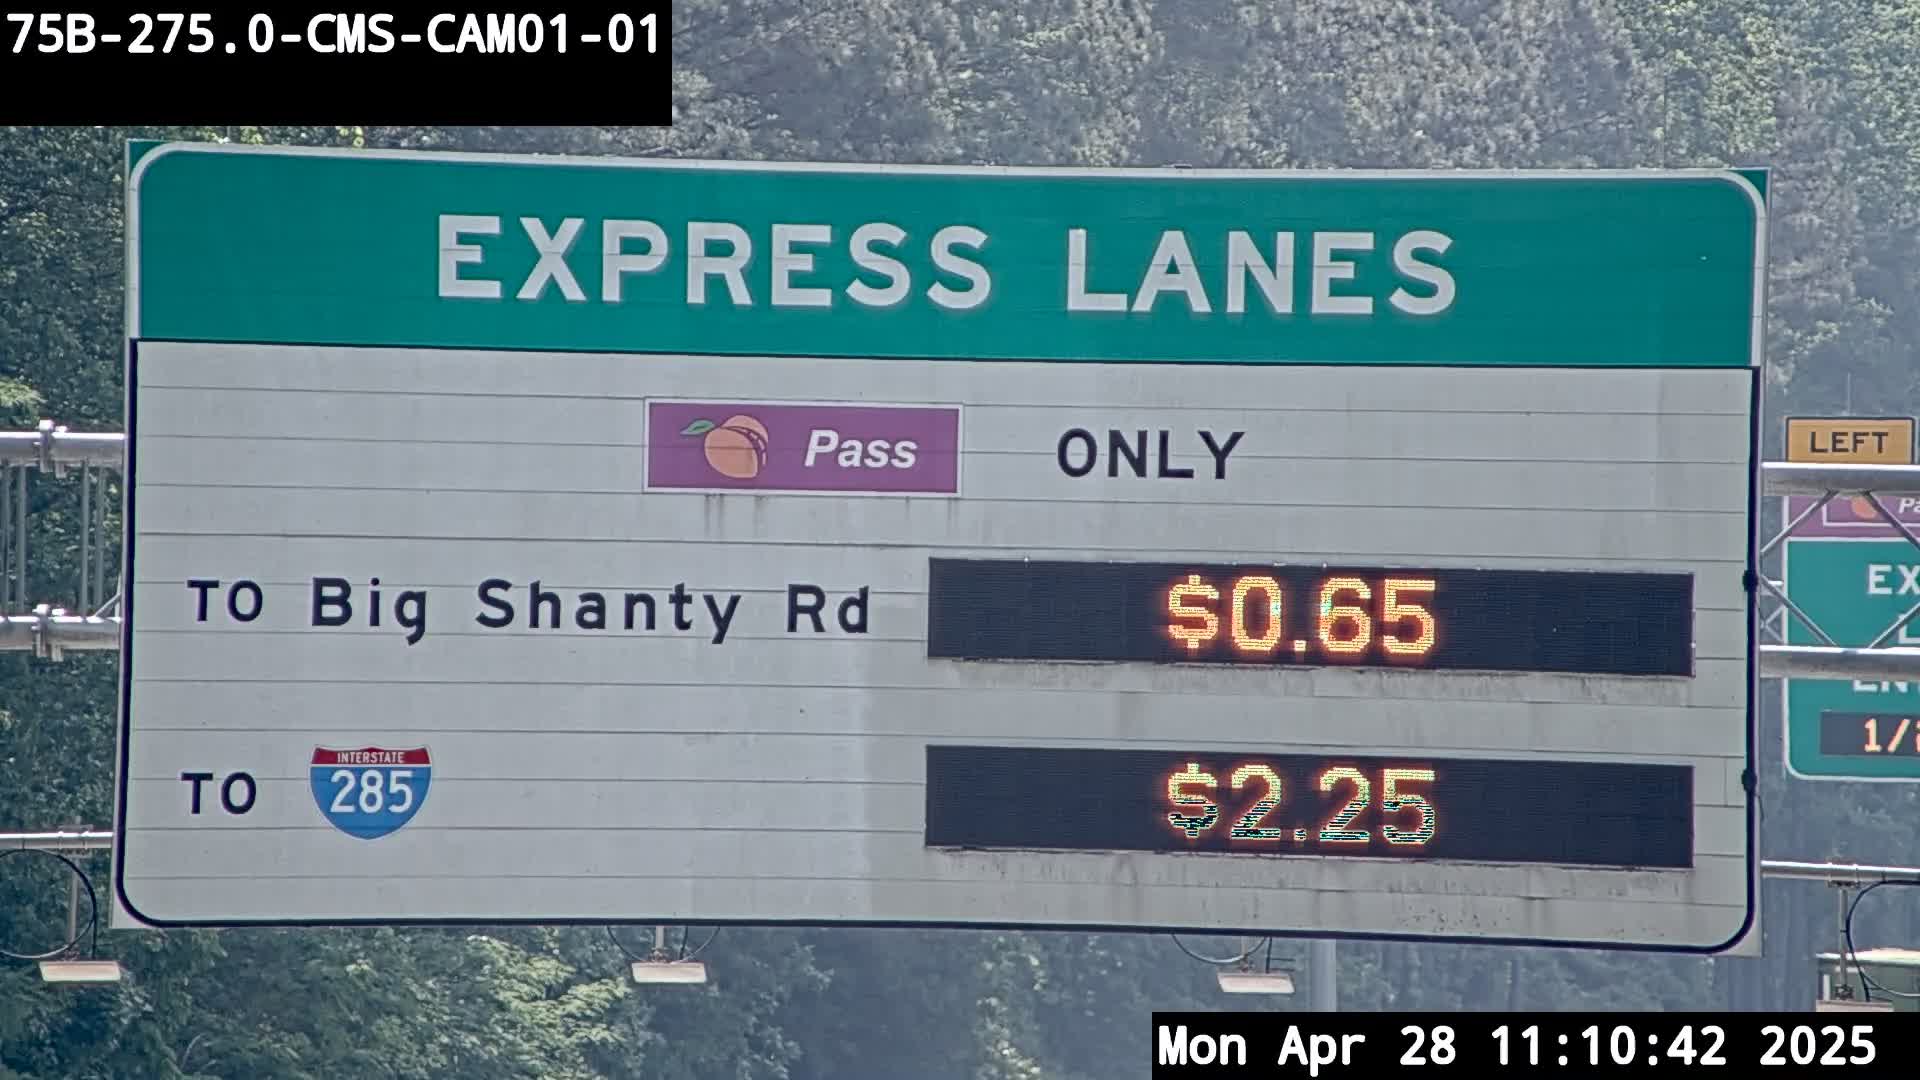 75B-275.0-CMS-CAM01-01
EXPRESS LANES
Pass ONLY
TO Big Shanty Rd $0.65
TO INTERSTATE 285 $2.25
LEFT
Mon Apr 28 11:10:42 2025